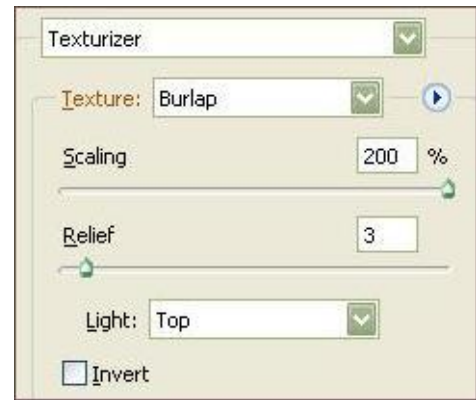 Texturizer
Texture: Burlap
Scaling 200 %
Relief 3
Light: Top
Invert